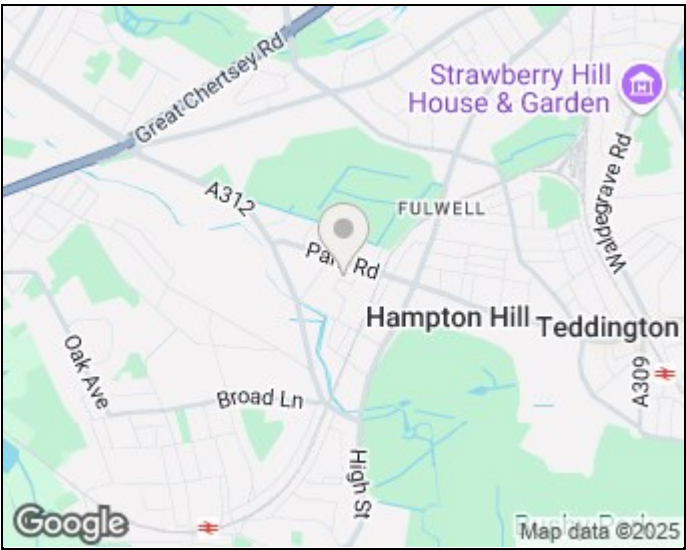 Great Chertsey Rd
Strawberry Hill
House & Garden
Waldegrave Rd
A312
FULWELL
Park Rd
Hampton Hill
Teddington
Oak Ave
A309
Broad Ln
High St
Google
Map data ©2025